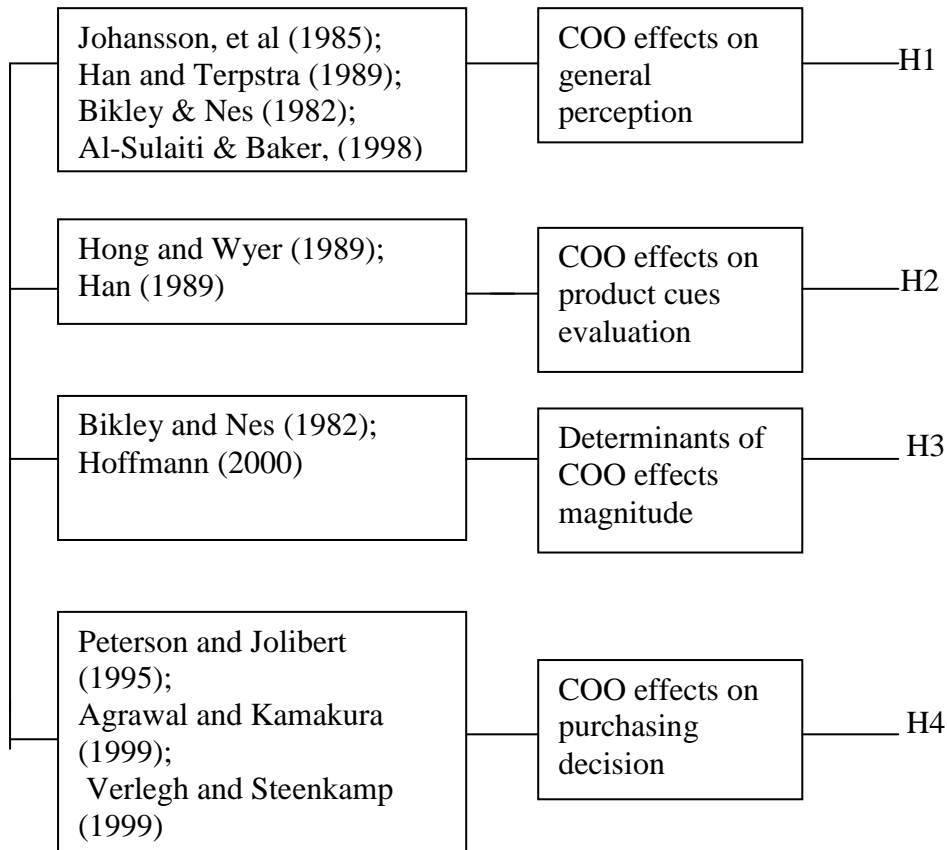 Johansson, et al (1985);
Han and Terpstra (1989);
Bikley & Nes (1982);
Al-Sulaiti & Baker, (1998)
COO effects on
general
perception
H1
Hong and Wyer (1989);
Han (1989)
COO effects on
product cues
evaluation
H2
Bikley and Nes (1982);
Hoffmann (2000)
Determinants of
COO effects
magnitude
H3
Peterson and Jolibert
(1995);
Agrawal and Kamakura
(1999);
Verlegh and Steenkamp
(1999)
COO effects on
purchasing
decision
H4